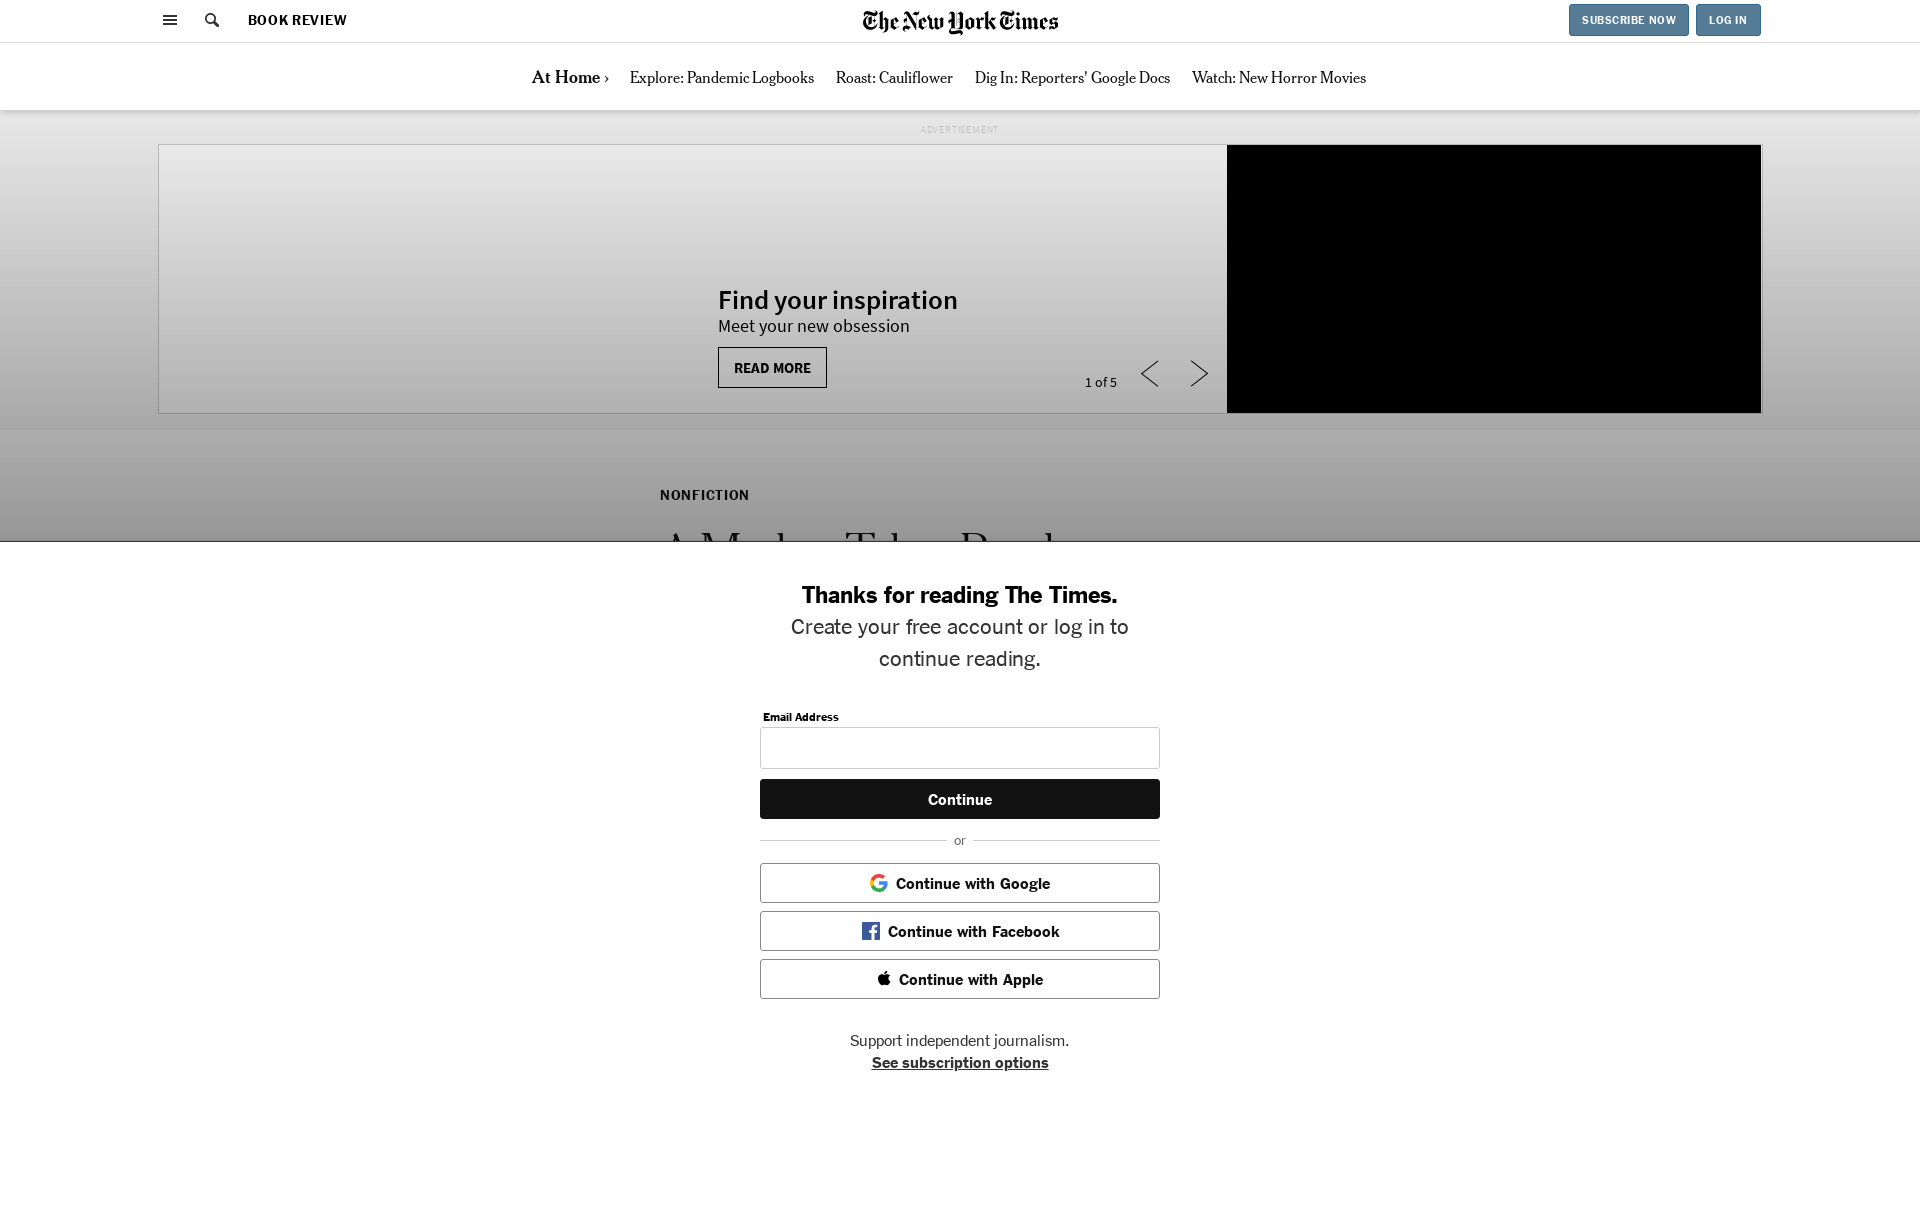 BOOK REVIEW
The New York Times
SUBSCRIBE NOW
LOG IN
At Home ›
Explore: Pandemic Logbooks
Roast: Cauliflower
Dig In: Reporters' Google Docs
Watch: New Horror Movies
ADVERTISEMENT
Find your inspiration
Meet your new obsession
READ MORE
1 of 5
NONFICTION
Thanks for reading The Times.
Create your free account or log in to
continue reading.
Email Address
Continue
or
Continue with Google
Continue with Facebook
Continue with Apple
Support independent journalism.
See subscription options